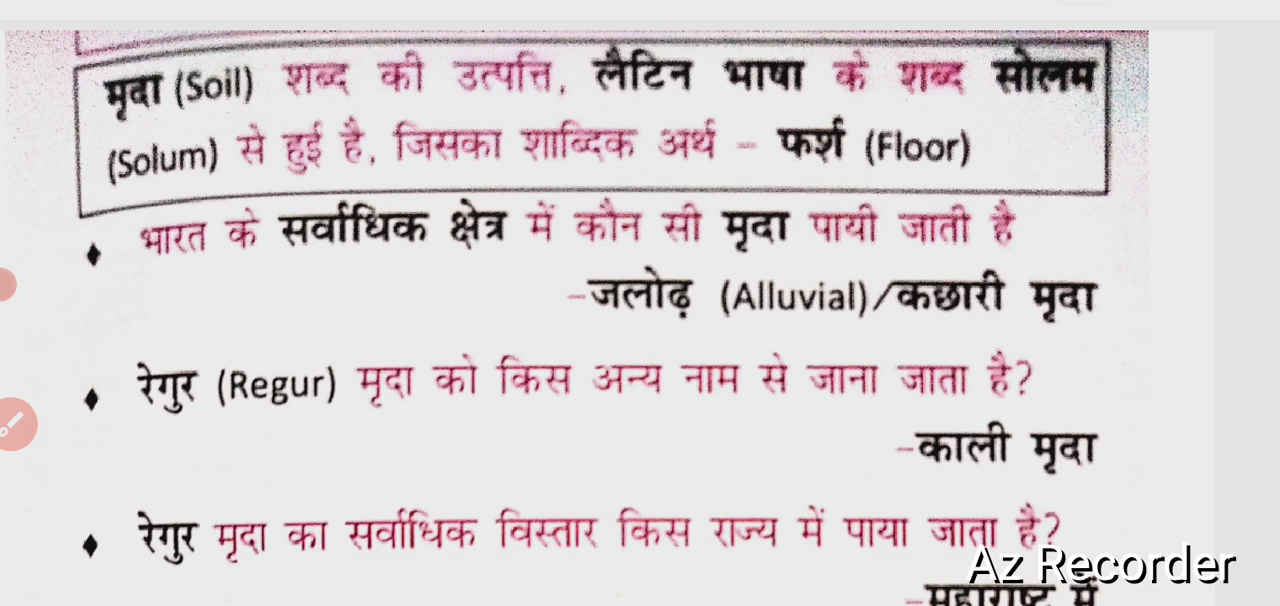 मृदा (Soil) शब्द की उत्पत्ति, लैटिन भाषा के शब्द सोलम
(Solum) से हुई है, जिसका शाब्दिक अर्थ – फर्श (Floor)
♦ भारत के सर्वाधिक क्षेत्र में कौन सी मृदा पायी जाती है
–जलोढ़ (Alluvial)/कछारी मृदा
♦ रेगुर (Regur) मृदा को किस अन्य नाम से जाना जाता है?
–काली मृदा
♦ रेगुर मृदा का सर्वाधिक विस्तार किस राज्य में पाया जाता है?
Az Recorder
–महाराष्ट्र में